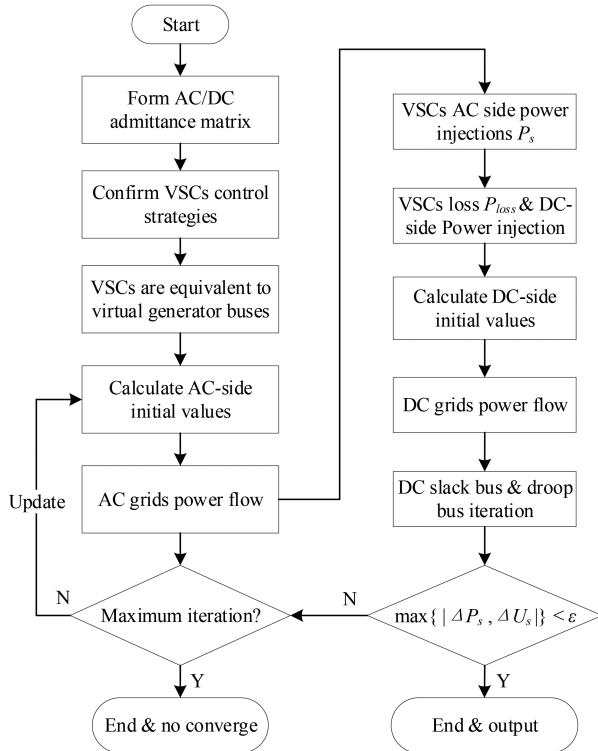 Start
Form AC/DC
admittance matrix
Confirm VSCs control
strategies
VSCs are equivalent to
virtual generator buses
Calculate AC-side
initial values
Update
AC grids power flow
N
Maximum iteration?
Y
End & no converge
VSCs AC side power
injections Ps
VSCs loss Ploss & DC-
side Power injection
Calculate DC-side
initial values
DC grids power flow
DC slack bus & droop
bus iteration
N
max{ | ΔPs , ΔUs |} < ε
Y
End & output